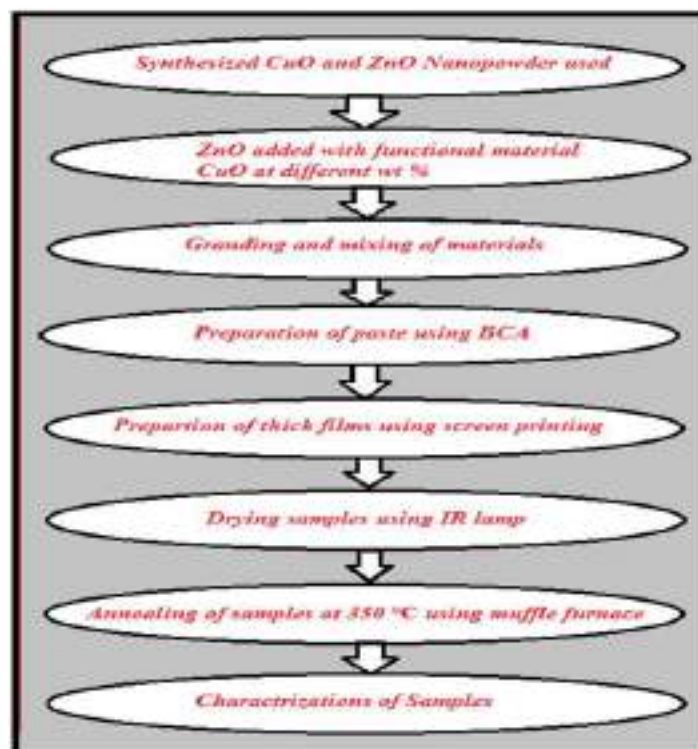 Synthesized CuO and ZnO Nanopowder used
ZnO added with functional material
CuO at different wt %
Granding and mixing of materials
Preparation of paste using BCA
Prepartion of thick films using screen printing
Drying samples using IR lamp
Annealing of samples at 350 °C using muffle furnace
Charactrizations of Samples